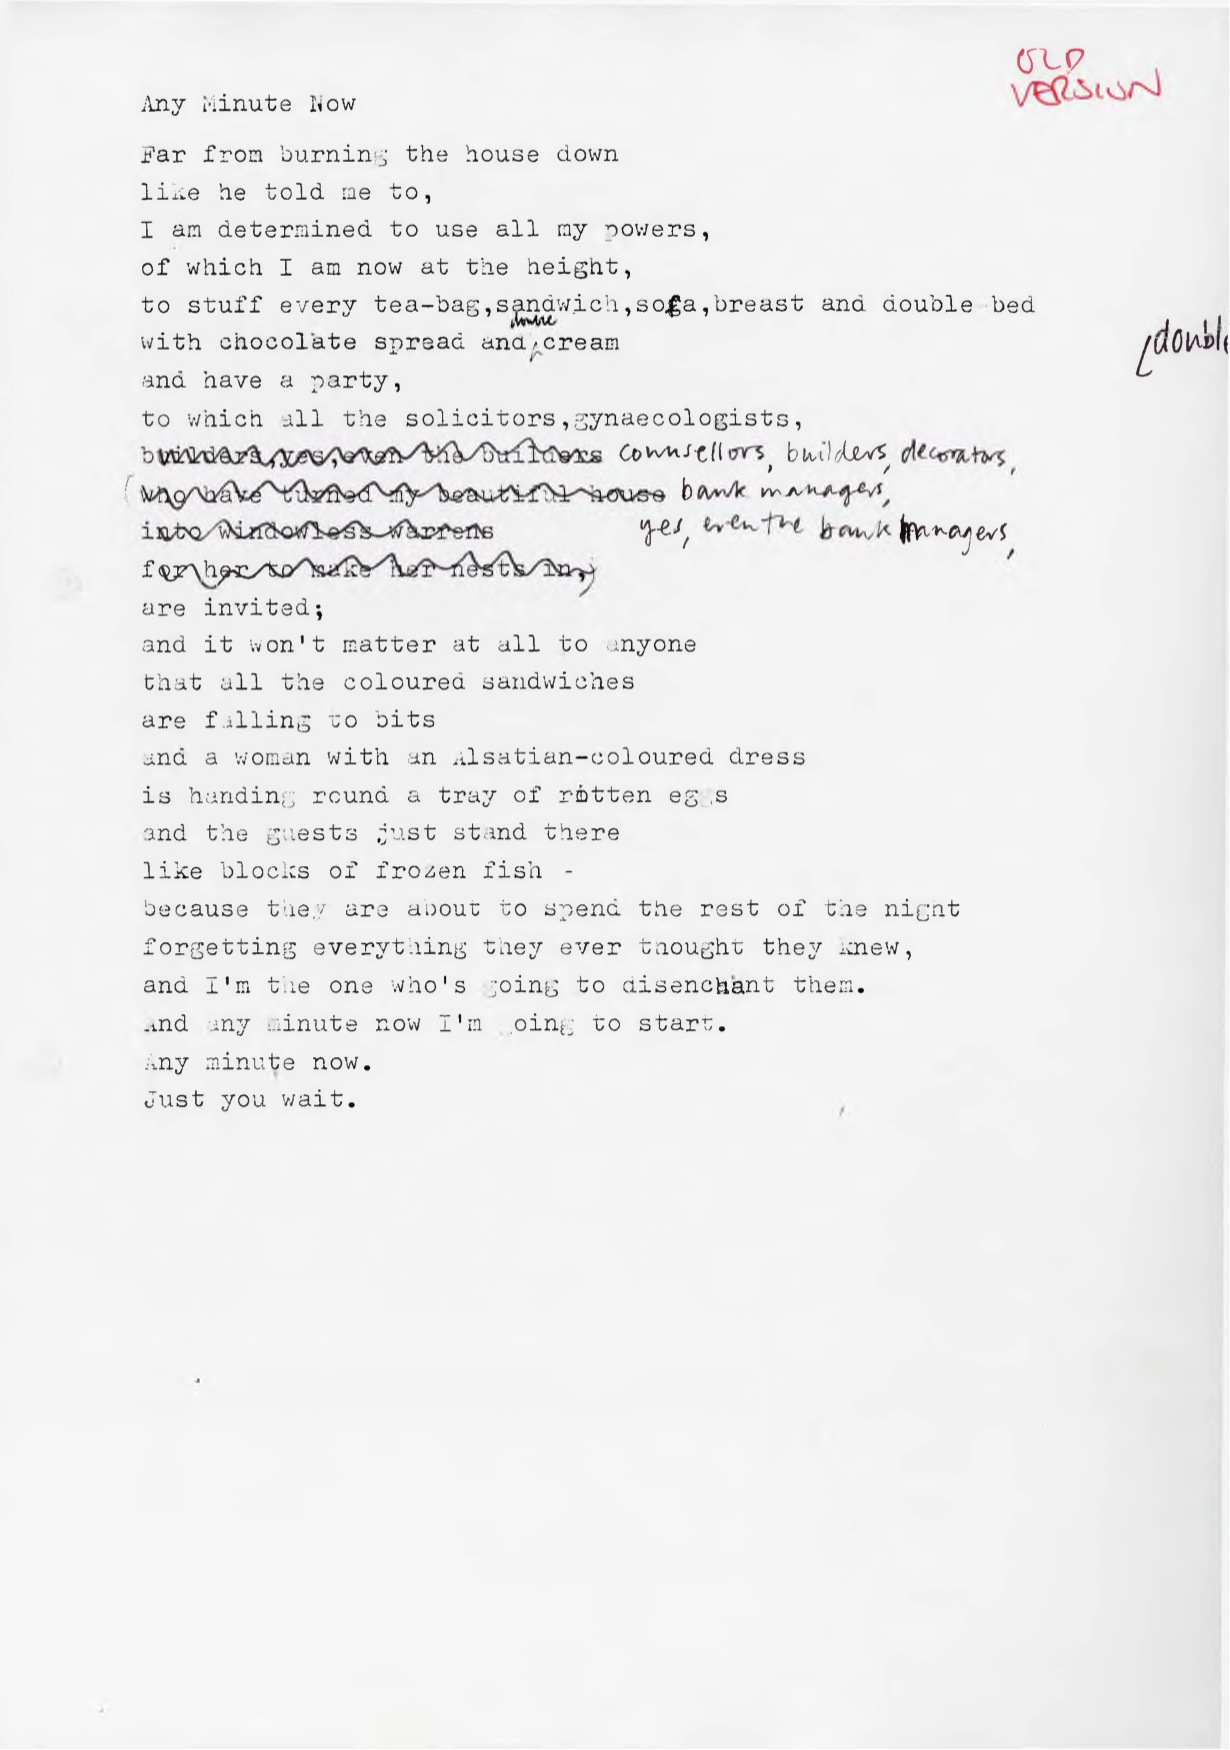 OLD
VERSION
Any Minute Now
Far from burning the house down
like he told me to,
I am determined to use all my powers,
of which I am now at the height,
to stuff every tea-bag,sandwich,sofa,breast and double bed
double
with chocolate spread and cream
double
and have a party,
to which all the solicitors,gynaecologists,
builders,yes,even the builders counsellors, builders, decorators,
who have turned my beautiful house bank managers,
into windowless warrens yes, even the bank managers,
for her to make her nests in,
are invited;
and it won't matter at all to anyone
that all the coloured sandwiches
are falling to bits
and a woman with an Alsatian-coloured dress
is handing round a tray of rotten eggs
and the guests just stand there
like blocks of frozen fish -
because they are about to spend the rest of the night
forgetting everything they ever thought they knew,
and I'm the one who's going to disenchant them.
And any minute now I'm going to start.
Any minute now.
Just you wait.